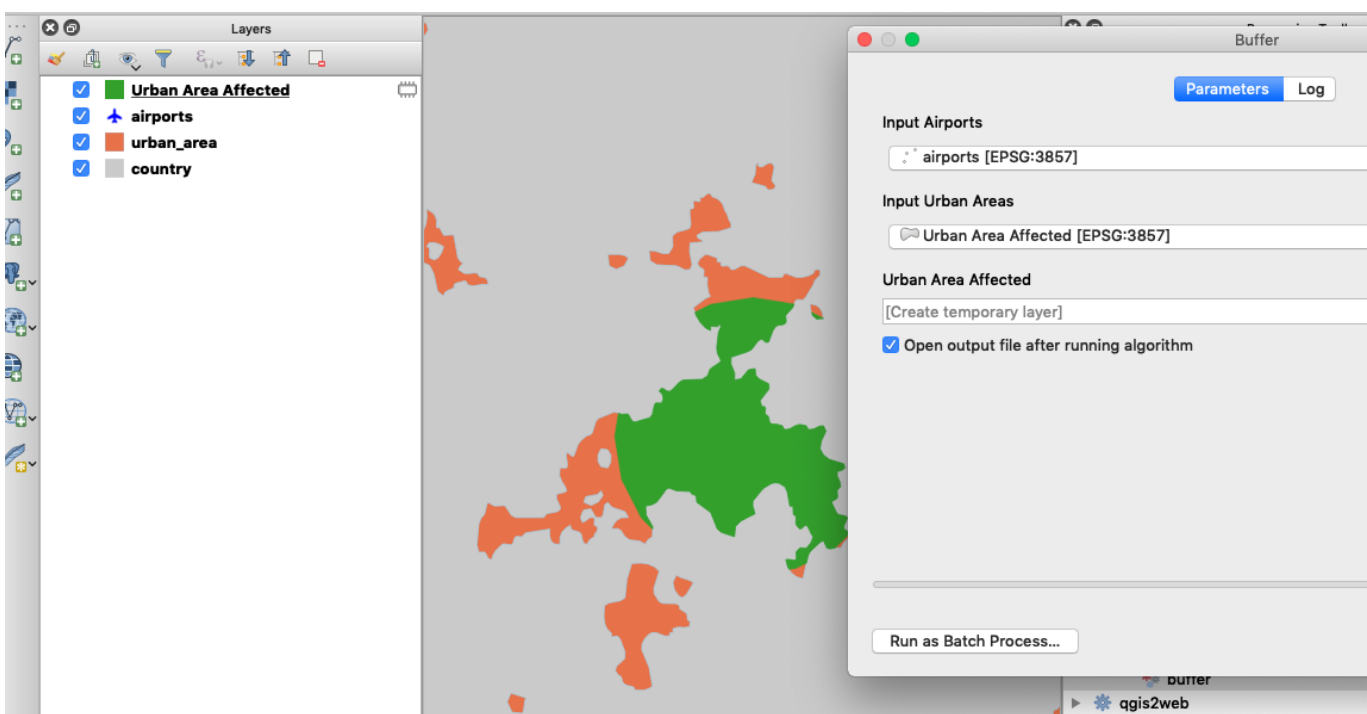 Layers
Urban Area Affected
airports
urban_area
country
Buffer
Parameters Log
Input Airports
airports [EPSG:3857]
Input Urban Areas
Urban Area Affected [EPSG:3857]
Urban Area Affected
[Create temporary layer]
Open output file after running algorithm
Run as Batch Process...
buffer
qgis2web